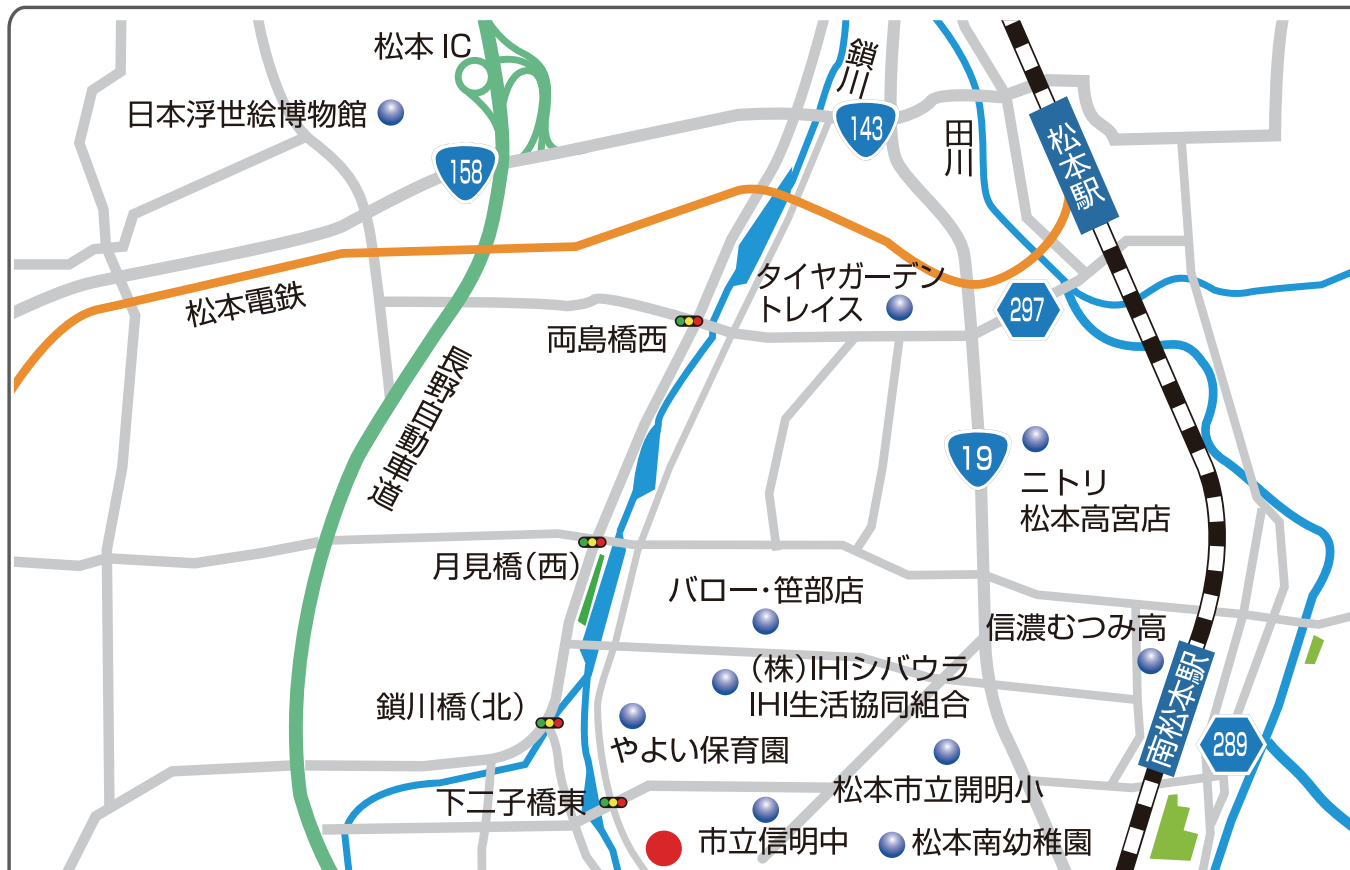 松本 IC
鎖川
日本浮世絵博物館
143
田川
松本駅
158
タイヤガーデン
トレイス
松本電鉄
297
両島橋西
長野自動車道
19
ニトリ
松本高宮店
月見橋(西)
バロー・笹部店
信濃むつみ高
(株)IHIシバウラ
IHI生活協同組合
南松本駅
鎖川橋(北)
289
やよい保育園
松本市立開明小
下二子橋東
市立信明中
松本南幼稚園